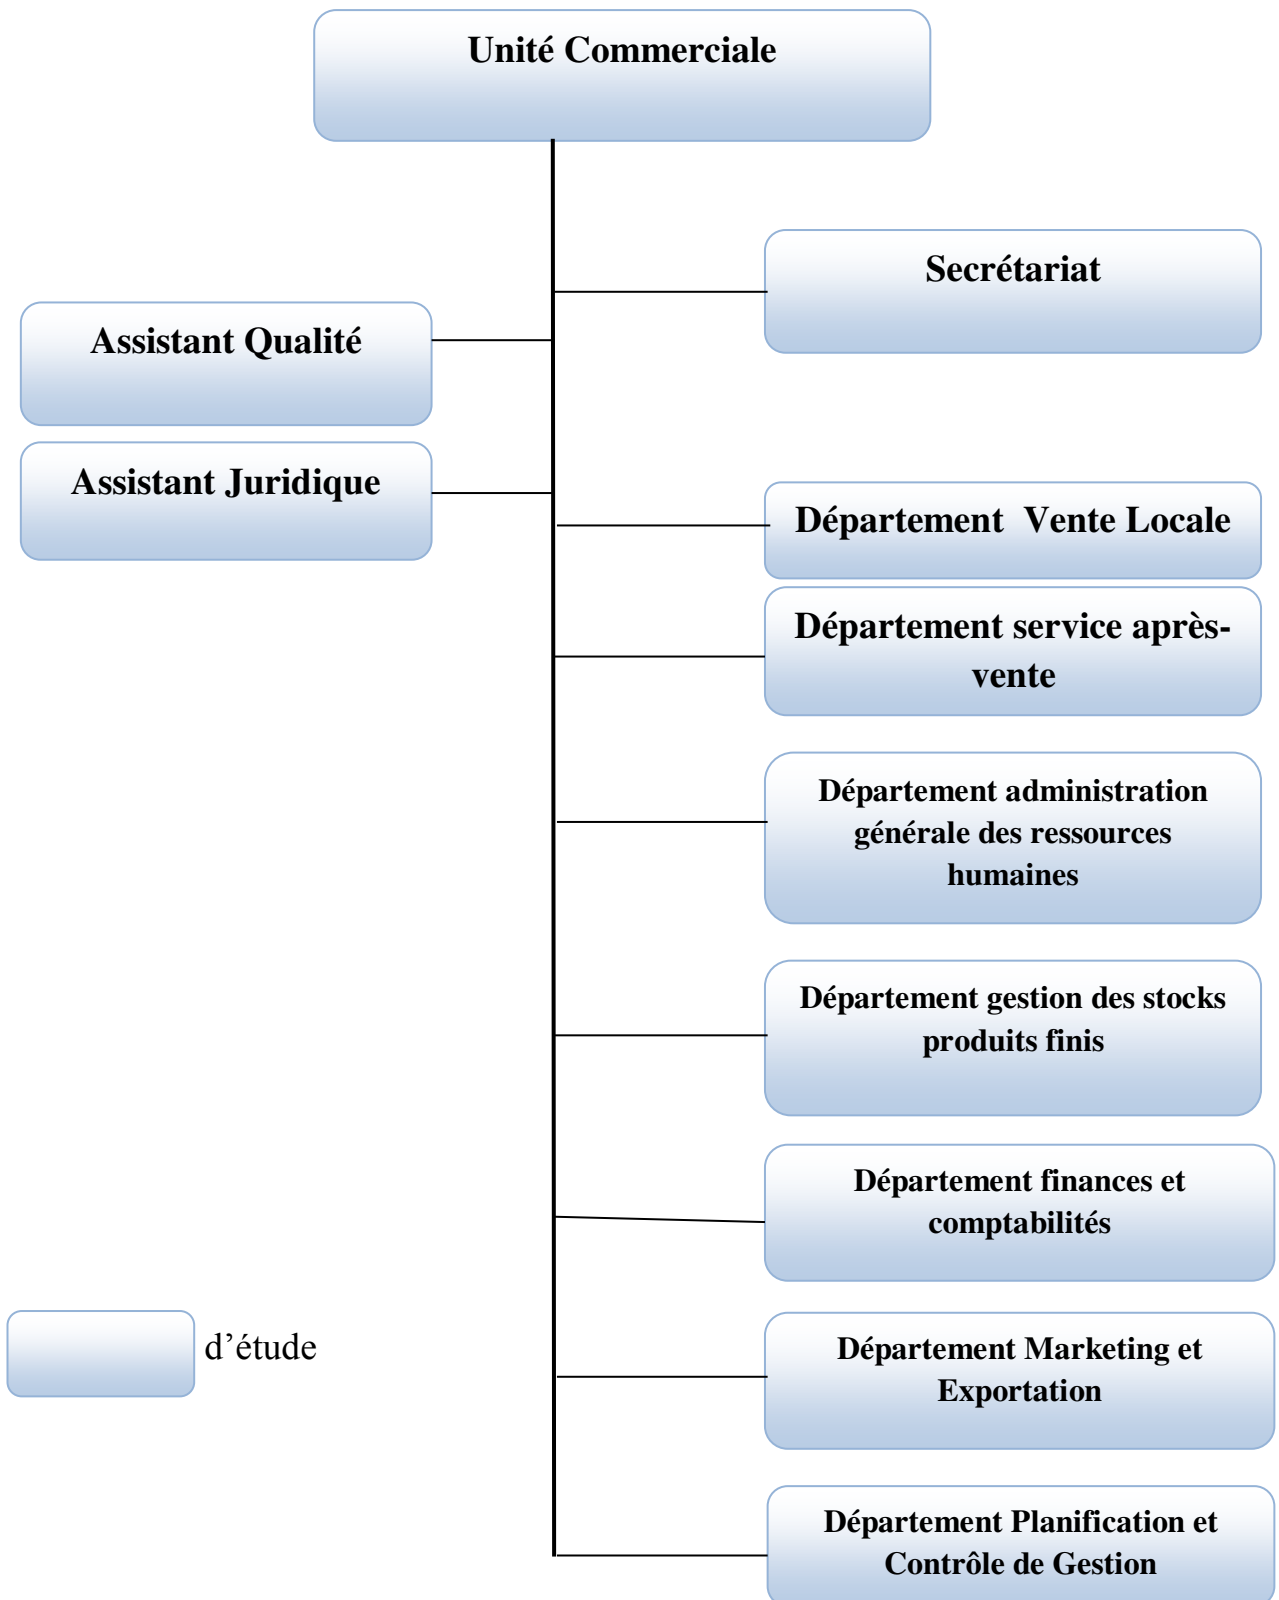 Unité Commerciale
Secrétariat
Assistant Qualité
Assistant Juridique
Département Vente Locale
Département service après-
vente
Département administration
générale des ressources
humaines
Département gestion des stocks
produits finis
Département finances et
comptabilités
d’étude
Département Marketing et
Exportation
Département Planification et
Contrôle de Gestion